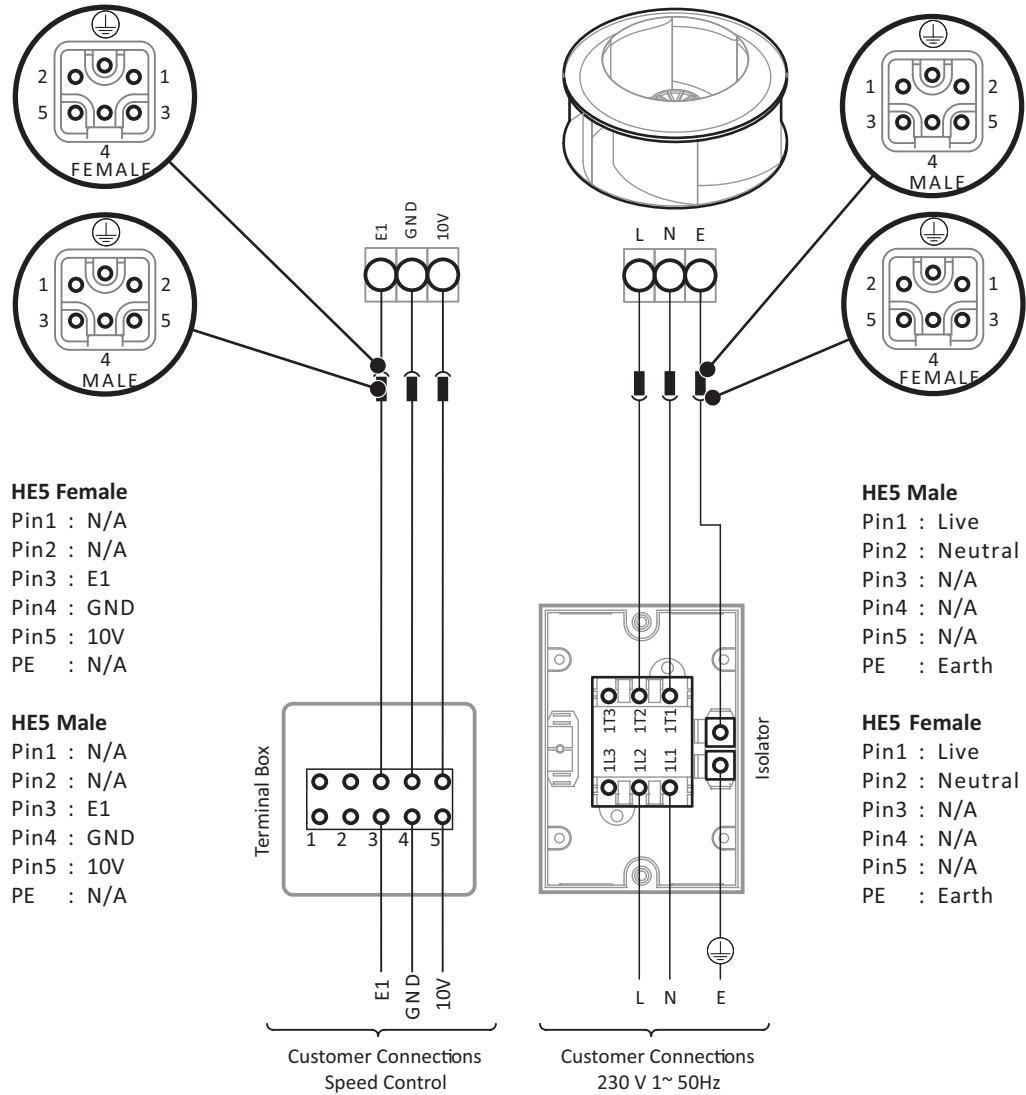 2
1
5
3
4
FEMALE
1
2
3
5
4
MALE
E1
GND
10V
L N E
1
2
3
5
4
MALE
2
1
5
3
4
FEMALE
HE5 Female
Pin1 : N/A
Pin2 : N/A
Pin3 : E1
Pin4 : GND
Pin5 : 10V
PE : N/A
HE5 Male
Pin1 : N/A
Pin2 : N/A
Pin3 : E1
Pin4 : GND
Pin5 : 10V
PE : N/A
Terminal Box
1 2 3 4 5
E1
GND
10V
Customer Connections
Speed Control
1T3
1T2
1T1
1L3
1L2
1L1
Isolator
L N E
Customer Connections
230 V 1~ 50Hz
HE5 Male
Pin1 : Live
Pin2 : Neutral
Pin3 : N/A
Pin4 : N/A
Pin5 : N/A
PE : Earth
HE5 Female
Pin1 : Live
Pin2 : Neutral
Pin3 : N/A
Pin4 : N/A
Pin5 : N/A
PE : Earth